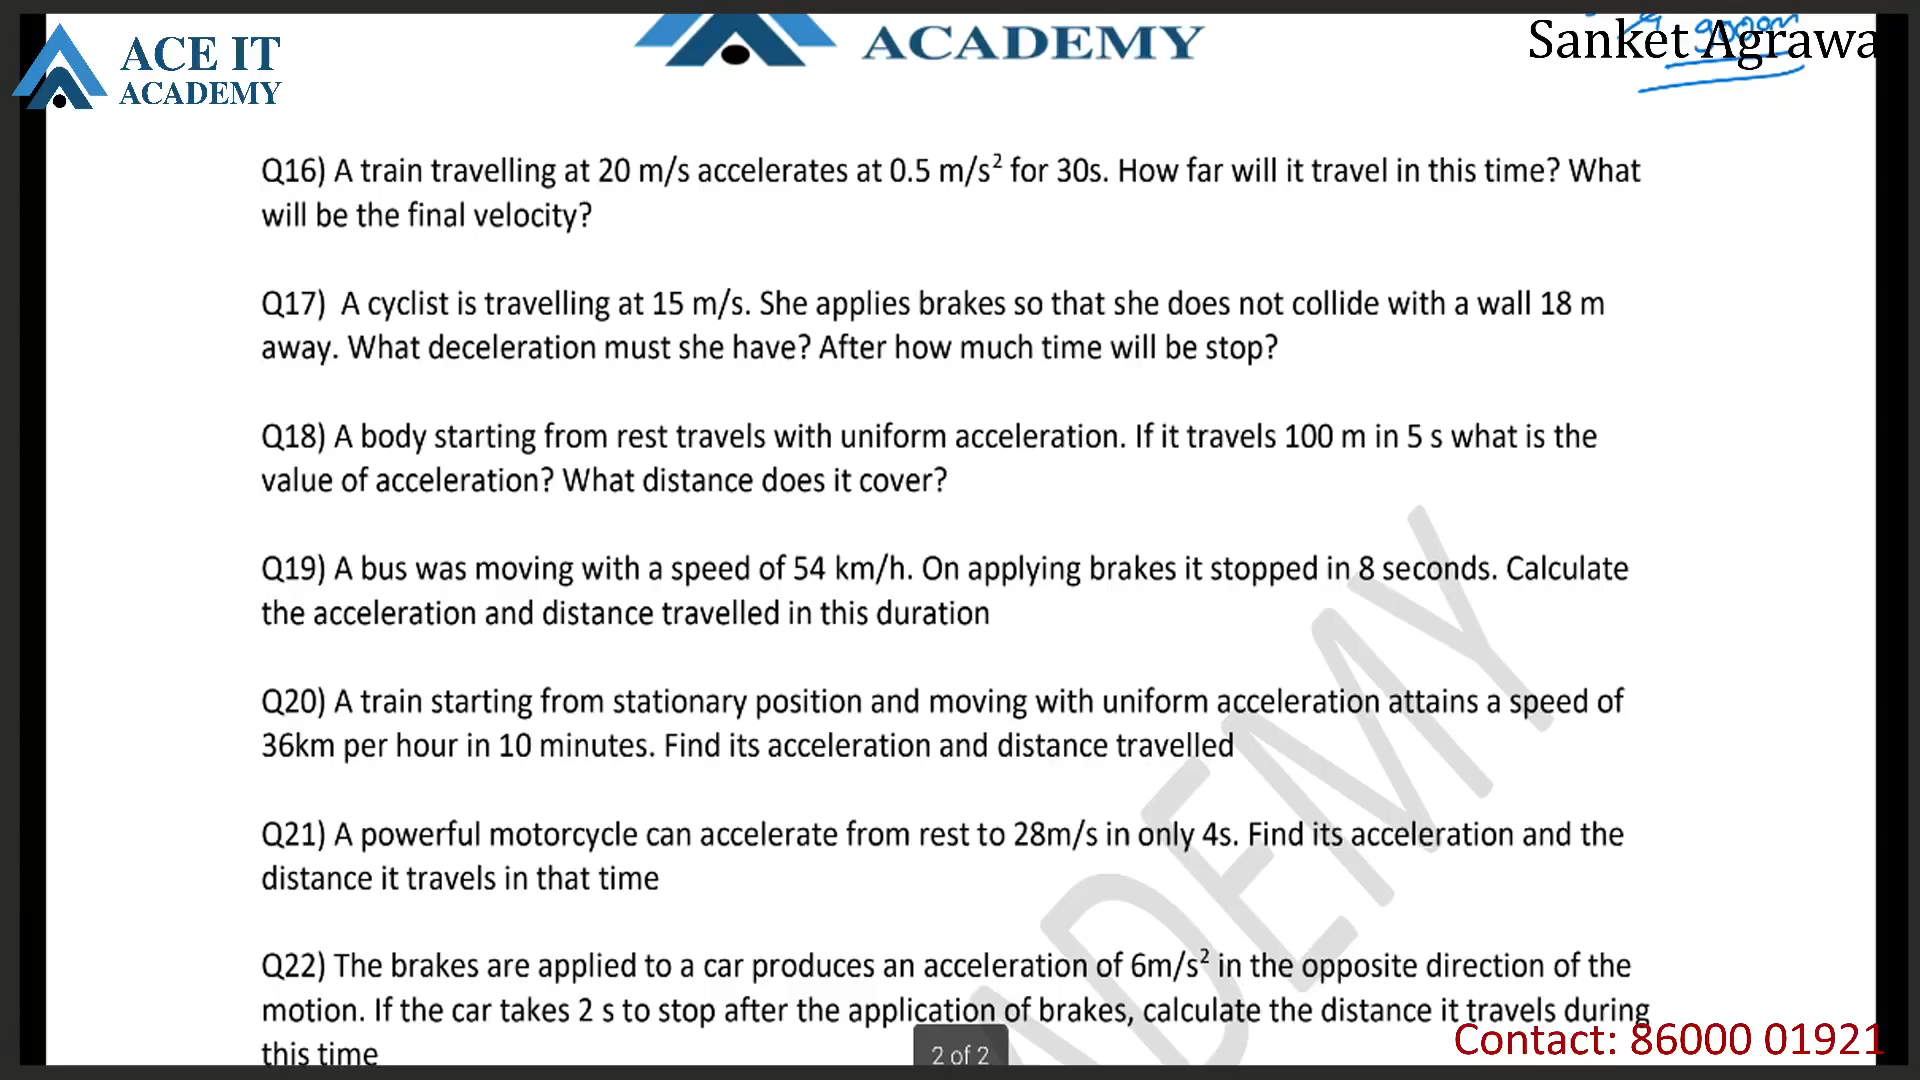 ACE IT
ACADEMY
ACADEMY
Sanket Agrawa
Q16) A train travelling at 20 m/s accelerates at 0.5 m/s² for 30s. How far will it travel in this time? What
will be the final velocity?
Q17) A cyclist is travelling at 15 m/s. She applies brakes so that she does not collide with a wall 18 m
away. What deceleration must she have? After how much time will be stop?
Q18) A body starting from rest travels with uniform acceleration. If it travels 100 m in 5 s what is the
value of acceleration? What distance does it cover?
Q19) A bus was moving with a speed of 54 km/h. On applying brakes it stopped in 8 seconds. Calculate
the acceleration and distance travelled in this duration
Q20) A train starting from stationary position and moving with uniform acceleration attains a speed of
36km per hour in 10 minutes. Find its acceleration and distance travelled
Q21) A powerful motorcycle can accelerate from rest to 28m/s in only 4s. Find its acceleration and the
distance it travels in that time
Q22) The brakes are applied to a car produces an acceleration of 6m/s² in the opposite direction of the
motion. If the car takes 2 s to stop after the application of brakes, calculate the distance it travels during
this time
2 of 2
Contact: 86000 01921
ADEMY